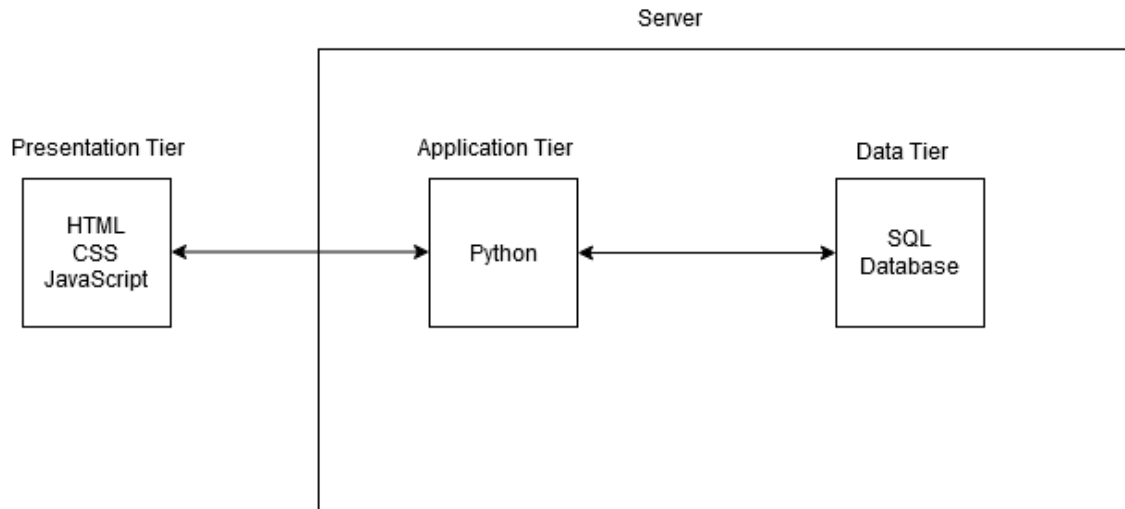 Server
Presentation Tier
Application Tier
Data Tier
HTML
CSS
JavaScript
Python
SQL
Database